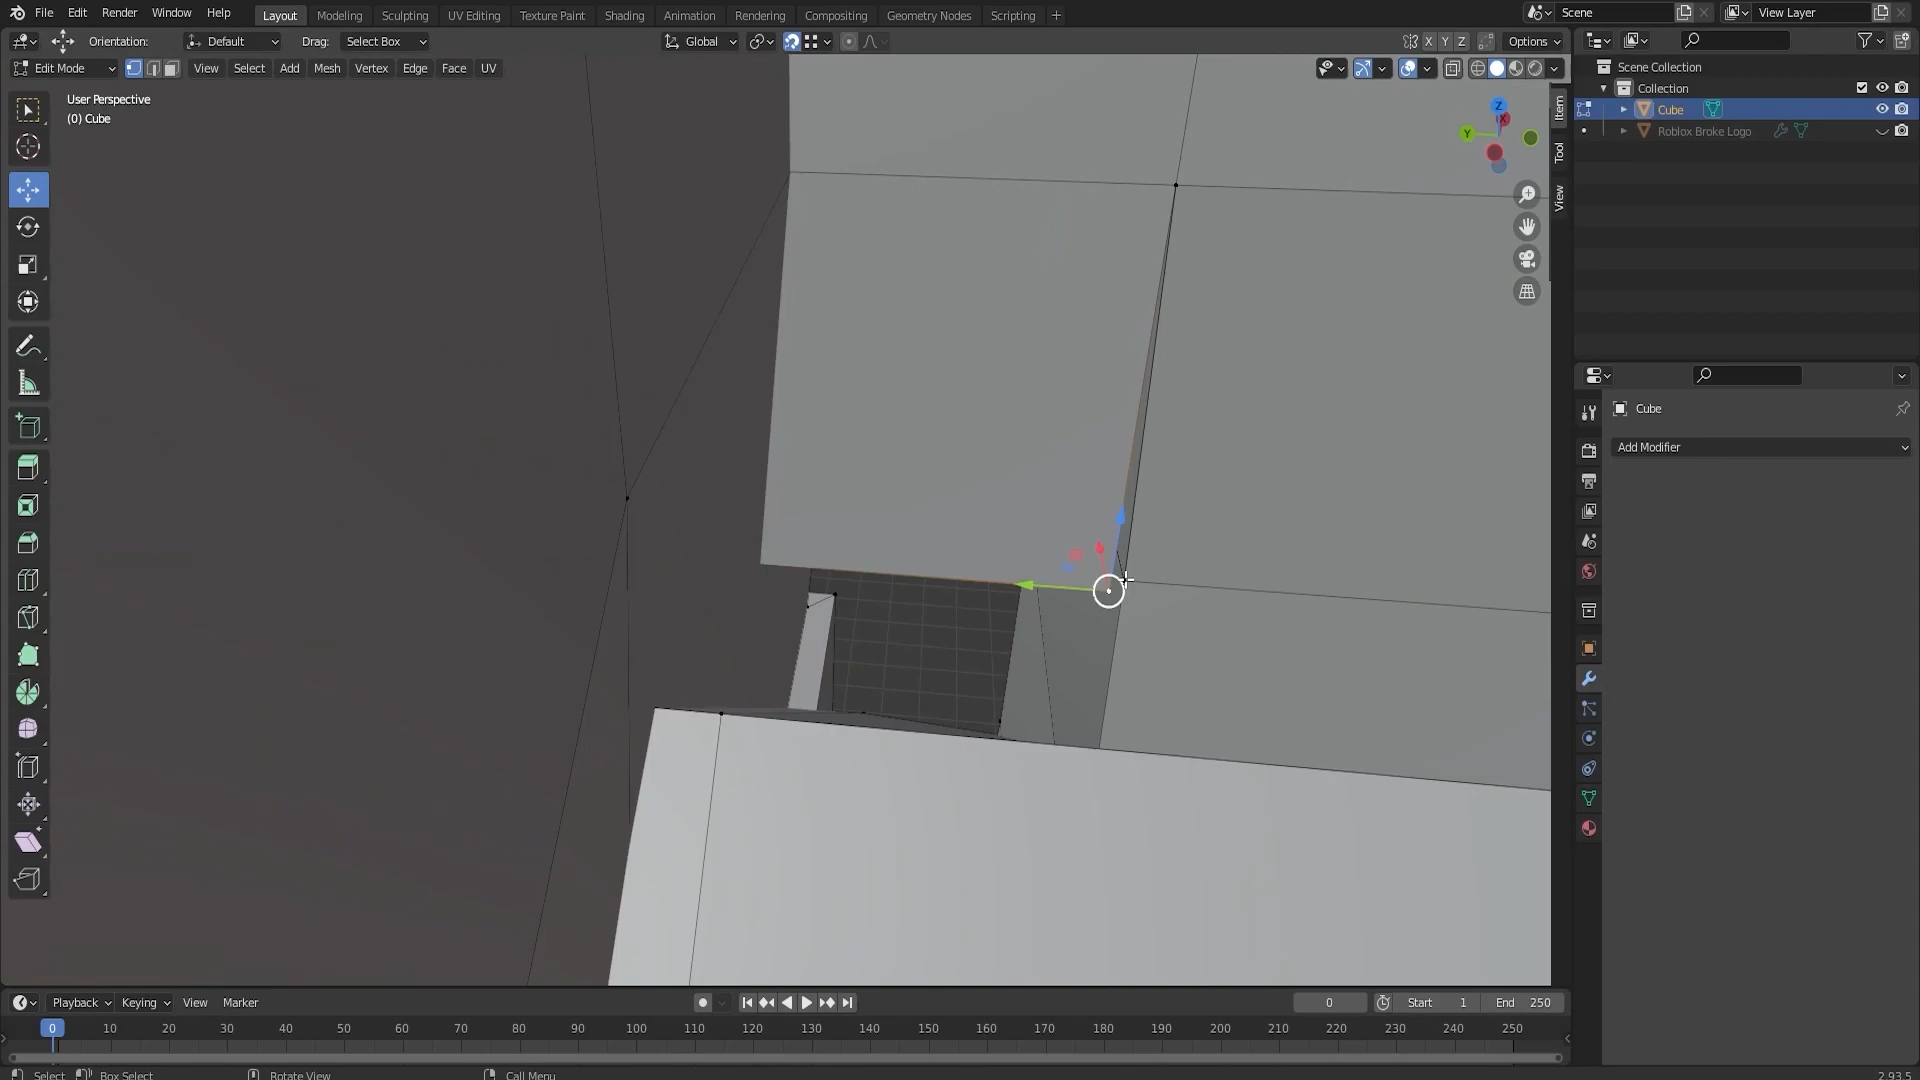 File Edit Render Window Help Layout Modeling Sculpting UV Editing Texture Paint Shading Animation Rendering Compositing Geometry Nodes Scripting + Scene View Layer
Orientation: Default Drag: Select Box Global X Y Z Options
Edit Mode View Select Add Mesh Vertex Edge Face UV
User Perspective
(0) Cube
Z
X
Y
Item
Tool
View
Scene Collection
Collection
Cube
Roblox Broke Logo
Cube
Add Modifier
Playback Keying View Marker 0 Start 1 End 250
0 10 20 30 40 50 60 70 80 90 100 110 120 130 140 150 160 170 180 190 200 210 220 230 240 250
Select Box Select Rotate View Call Menu 2.93.5